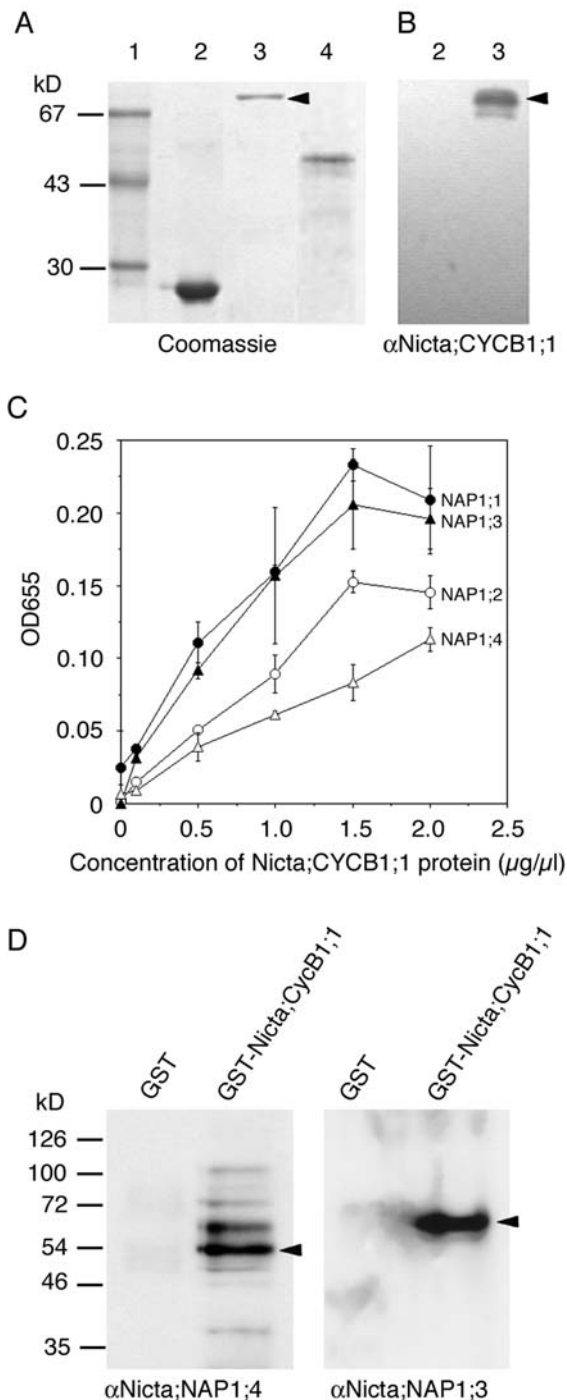 A
B
1 2 3 4
2 3
kD
67
43
30
Coomassie
αNicta;CYCB1;1
C
0.25
0.20
0.15
0.10
0.05
0
OD655
NAP1;1
NAP1;3
NAP1;2
NAP1;4
0 0.5 1.0 1.5 2.0 2.5
Concentration of Nicta;CYCB1;1 protein (µg/µl)
D
GST
GST-Nicta;CycB1;1
GST
GST-Nicta;CycB1;1
kD
126
100
72
54
46
35
αNicta;NAP1;4
αNicta;NAP1;3